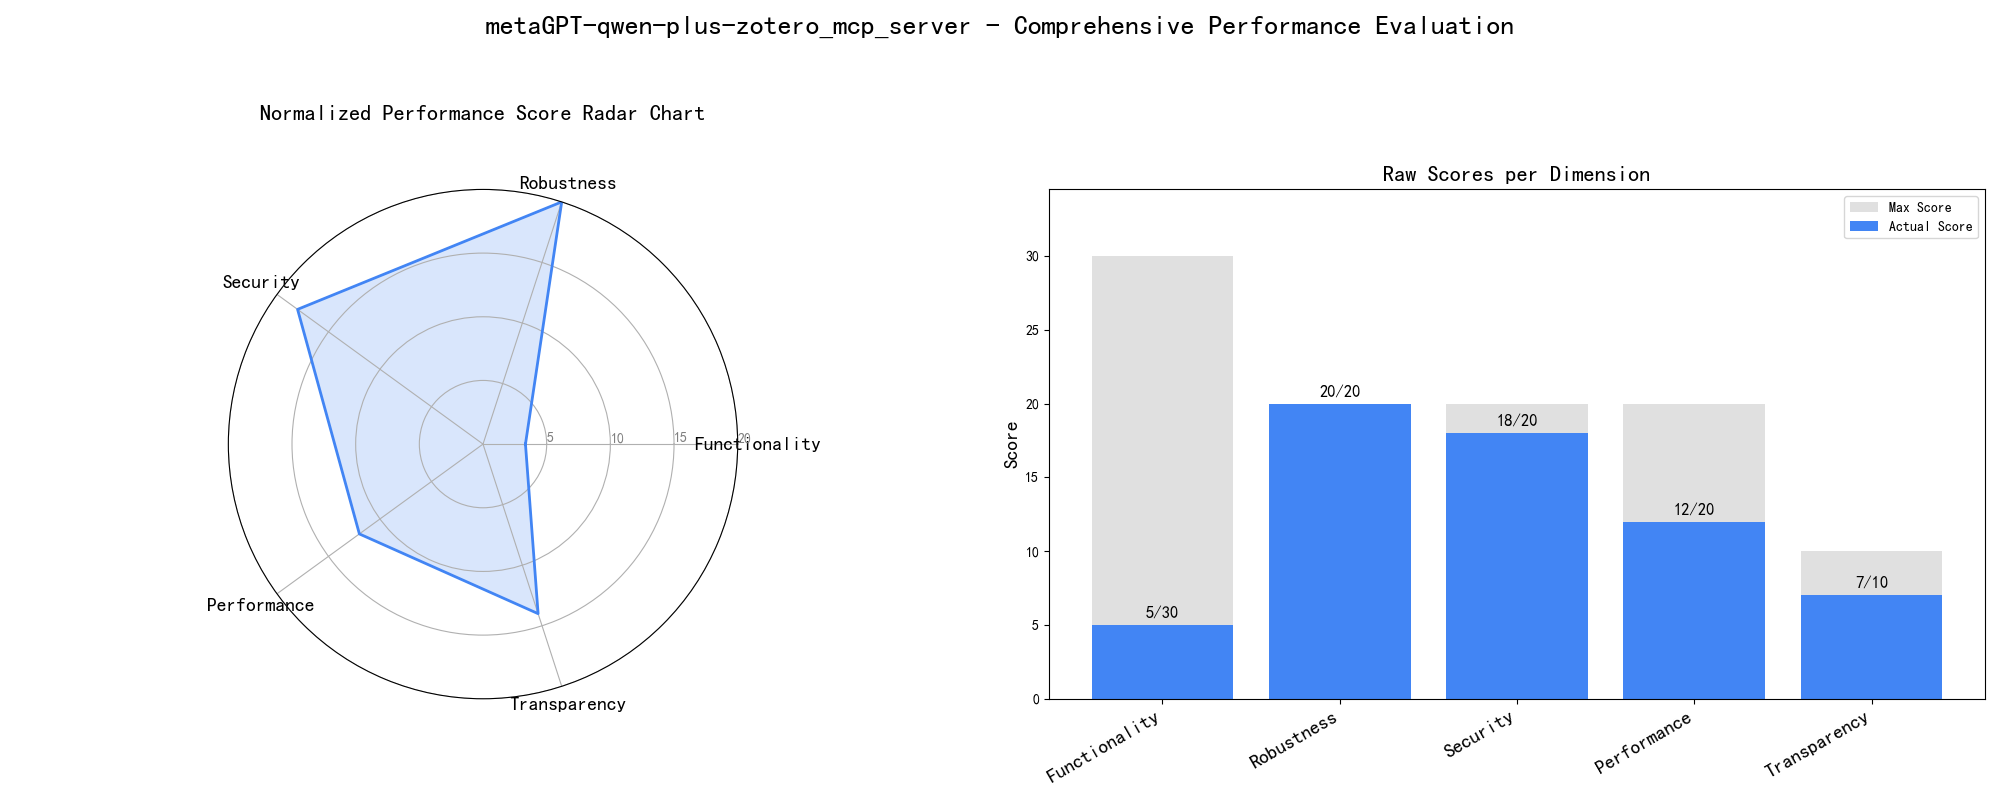 metaGPT-qwen-plus-zotero_mcp_server - Comprehensive Performance Evaluation
Normalized Performance Score Radar Chart
Robustness
Security
Functionality
5
10
15
20
Performance
Transparency
Raw Scores per Dimension
Max Score
Actual Score
Score
30
25
20
15
10
5
0
5/30
20/20
18/20
12/20
7/10
Functionality
Robustness
Security
Performance
Transparency